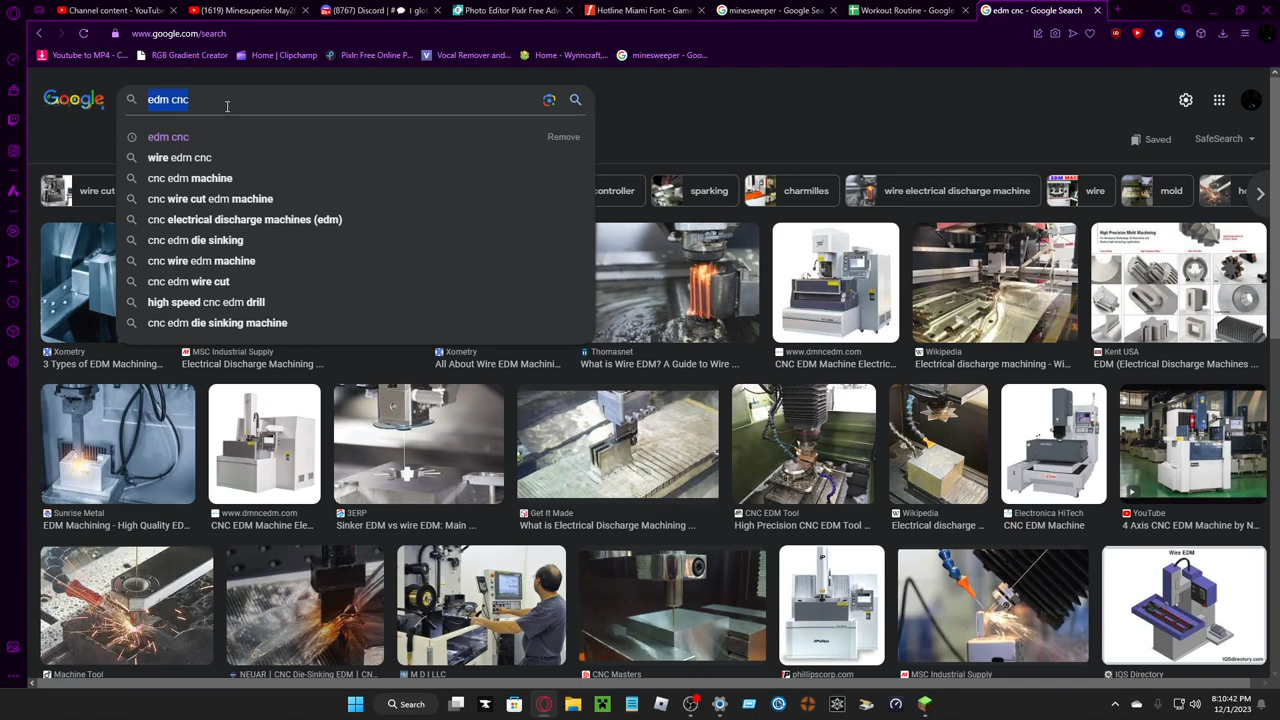 Channel content - YouTub
(1619) Minesuperior May2
(8767) Discord | # 💬 I glob
Photo Editor Pixlr Free Adv
Hotline Miami Font - Gam
minesweeper - Google Sea
Workout Routine - Google
edm cnc - Google Search
www.google.com/search
Youtube to MP4 - C...
RGB Gradient Creator
Home | Clipchamp
Pixlr: Free Online P...
Vocal Remover and...
Home - Wynncraft,...
minesweeper - Goo...
Google
edm cnc
Saved
SafeSearch
edm cnc
Remove
wire edm cnc
cnc edm machine
cnc wire cut edm machine
cnc electrical discharge machines (edm)
cnc edm die sinking
cnc wire edm machine
cnc edm wire cut
high speed cnc edm drill
cnc edm die sinking machine
wire cut
controller
sparking
charmilles
wire electrical discharge machine
wire
mold
Xometry
3 Types of EDM Machining...
MSC Industrial Supply
Electrical Discharge Machining ...
Xometry
All About Wire EDM Machini...
Thomasnet
What is Wire EDM? A Guide to Wire ...
www.dmncedm.com
CNC EDM Machine Electric...
Wikipedia
Electrical discharge machining - Wi...
Kent USA
EDM (Electrical Discharge Machines ...
Sunrise Metal
EDM Machining - High Quality ED...
www.dmncedm.com
CNC EDM Machine Ele...
3ERP
Sinker EDM vs wire EDM: Main ...
Get It Made
What is Electrical Discharge Machining ...
CNC EDM Tool
High Precision CNC EDM Tool ...
Wikipedia
Electrical discharge ...
Electronica HiTech
CNC EDM Machine
YouTube
4 Axis CNC EDM Machine by N...
Wire EDM
IQSdirectory.com
Machine Tool
NEUAR | CNC Die-Sinking EDM | CN...
M D I LLC
CNC Masters
phillipscorp.com
MSC Industrial Supply
IQS Directory
Search
8:10:42 PM
12/1/2023